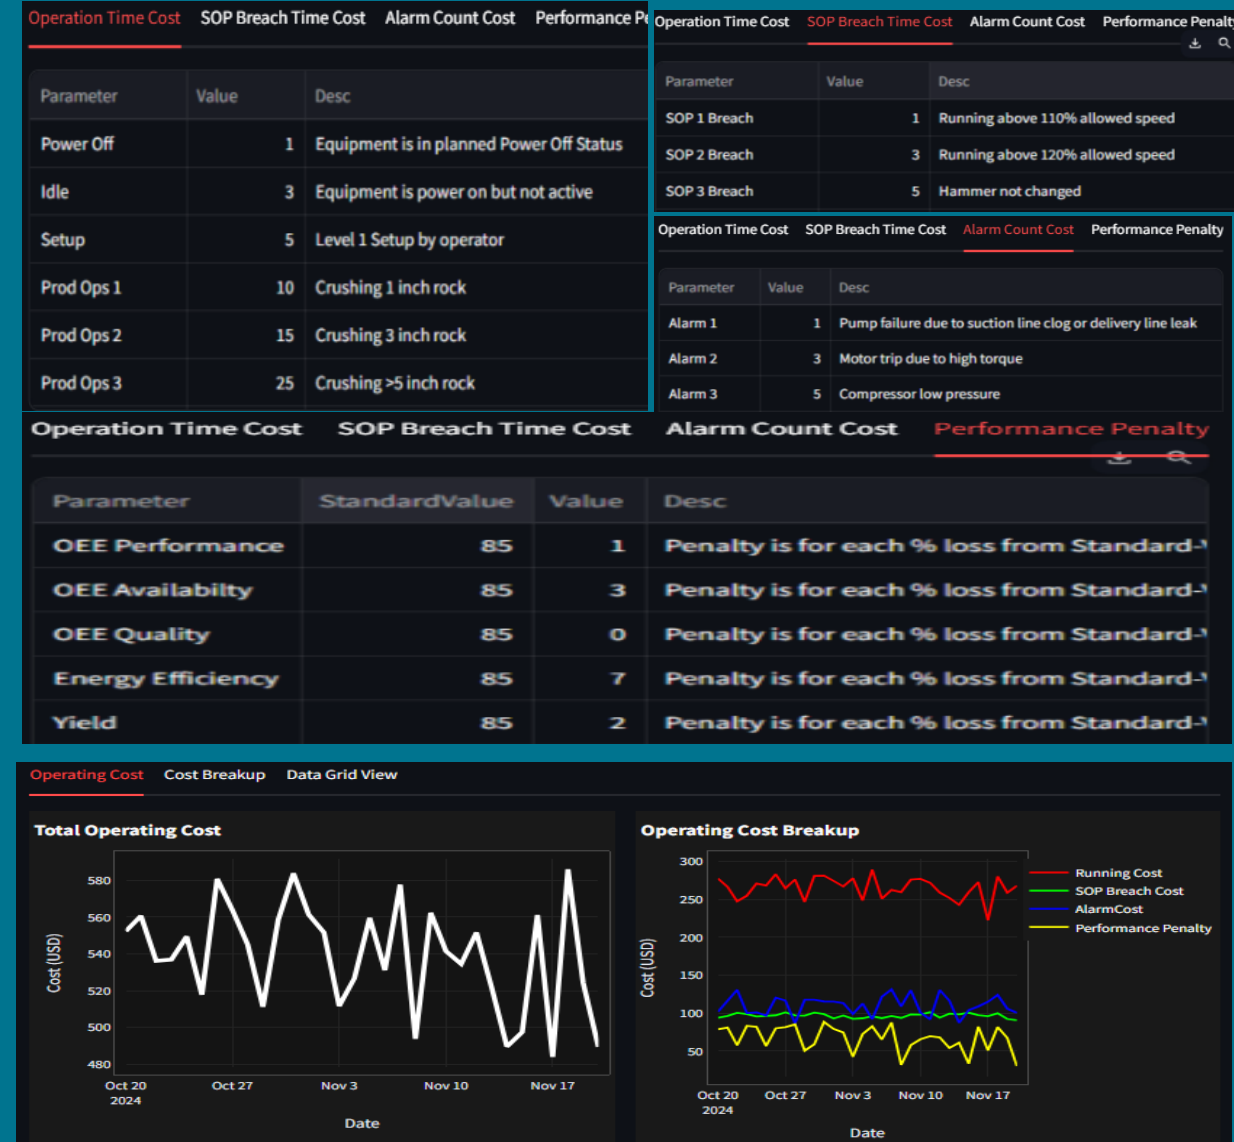 Operation Time Cost SOP Breach Time Cost Alarm Count Cost Performance Pe
Parameter Value Desc
Power Off 1 Equipment is in planned Power Off Status
Idle 3 Equipment is power on but not active
Setup 5 Level 1 Setup by operator
Prod Ops 1 10 Crushing 1 inch rock
Prod Ops 2 15 Crushing 3 inch rock
Prod Ops 3 25 Crushing >5 inch rock
Operation Time Cost SOP Breach Time Cost Alarm Count Cost Performance Penalty
Parameter Value Desc
SOP 1 Breach 1 Running above 110% allowed speed
SOP 2 Breach 3 Running above 120% allowed speed
SOP 3 Breach 5 Hammer not changed
Operation Time Cost SOP Breach Time Cost Alarm Count Cost Performance Penalty
Parameter Value Desc
Alarm 1 1 Pump failure due to suction line clog or delivery line leak
Alarm 2 3 Motor trip due to high torque
Alarm 3 5 Compressor low pressure
Operation Time Cost SOP Breach Time Cost Alarm Count Cost Performance Penalty
Parameter StandardValue Value Desc
OEE Performance 85 1 Penalty is for each % loss from Standard-
OEE Availabilty 85 3 Penalty is for each % loss from Standard-
OEE Quality 85 0 Penalty is for each % loss from Standard-
Energy Efficiency 85 7 Penalty is for each % loss from Standard-
Yield 85 2 Penalty is for each % loss from Standard-
Operating Cost Cost Breakup Data Grid View
Total Operating Cost
Cost (USD)
580
560
540
520
500
480
Oct 20 Oct 27 Nov 3 Nov 10 Nov 17
2024
Date
Operating Cost Breakup
Cost (USD)
300
250
200
150
100
50
Oct 20 Oct 27 Nov 3 Nov 10 Nov 17
2024
Date
Running Cost
SOP Breach Cost
AlarmCost
Performance Penalty